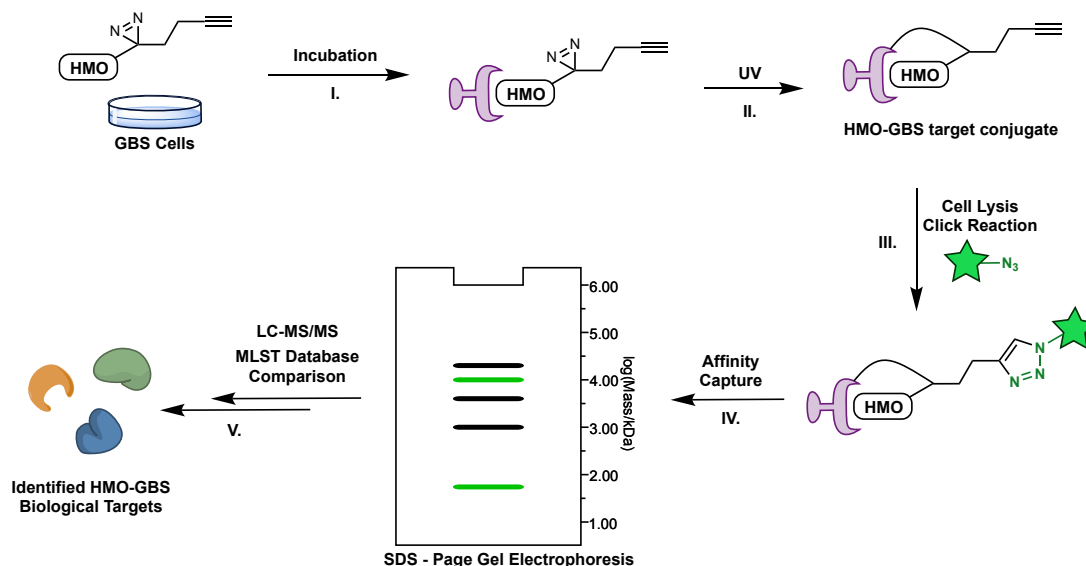 N
N
HMO
GBS Cells
Incubation
I.
N
N
HMO
UV
II.
HMO
HMO-GBS target conjugate
Cell Lysis
Click Reaction
III.
N3
N
N
N
HMO
Affinity
Capture
IV.
6.00
5.00
4.00
3.00
2.00
1.00
log(Mass/kDa)
SDS - Page Gel Electrophoresis
LC-MS/MS
MLST Database
Comparison
V.
Identified HMO-GBS
Biological Targets